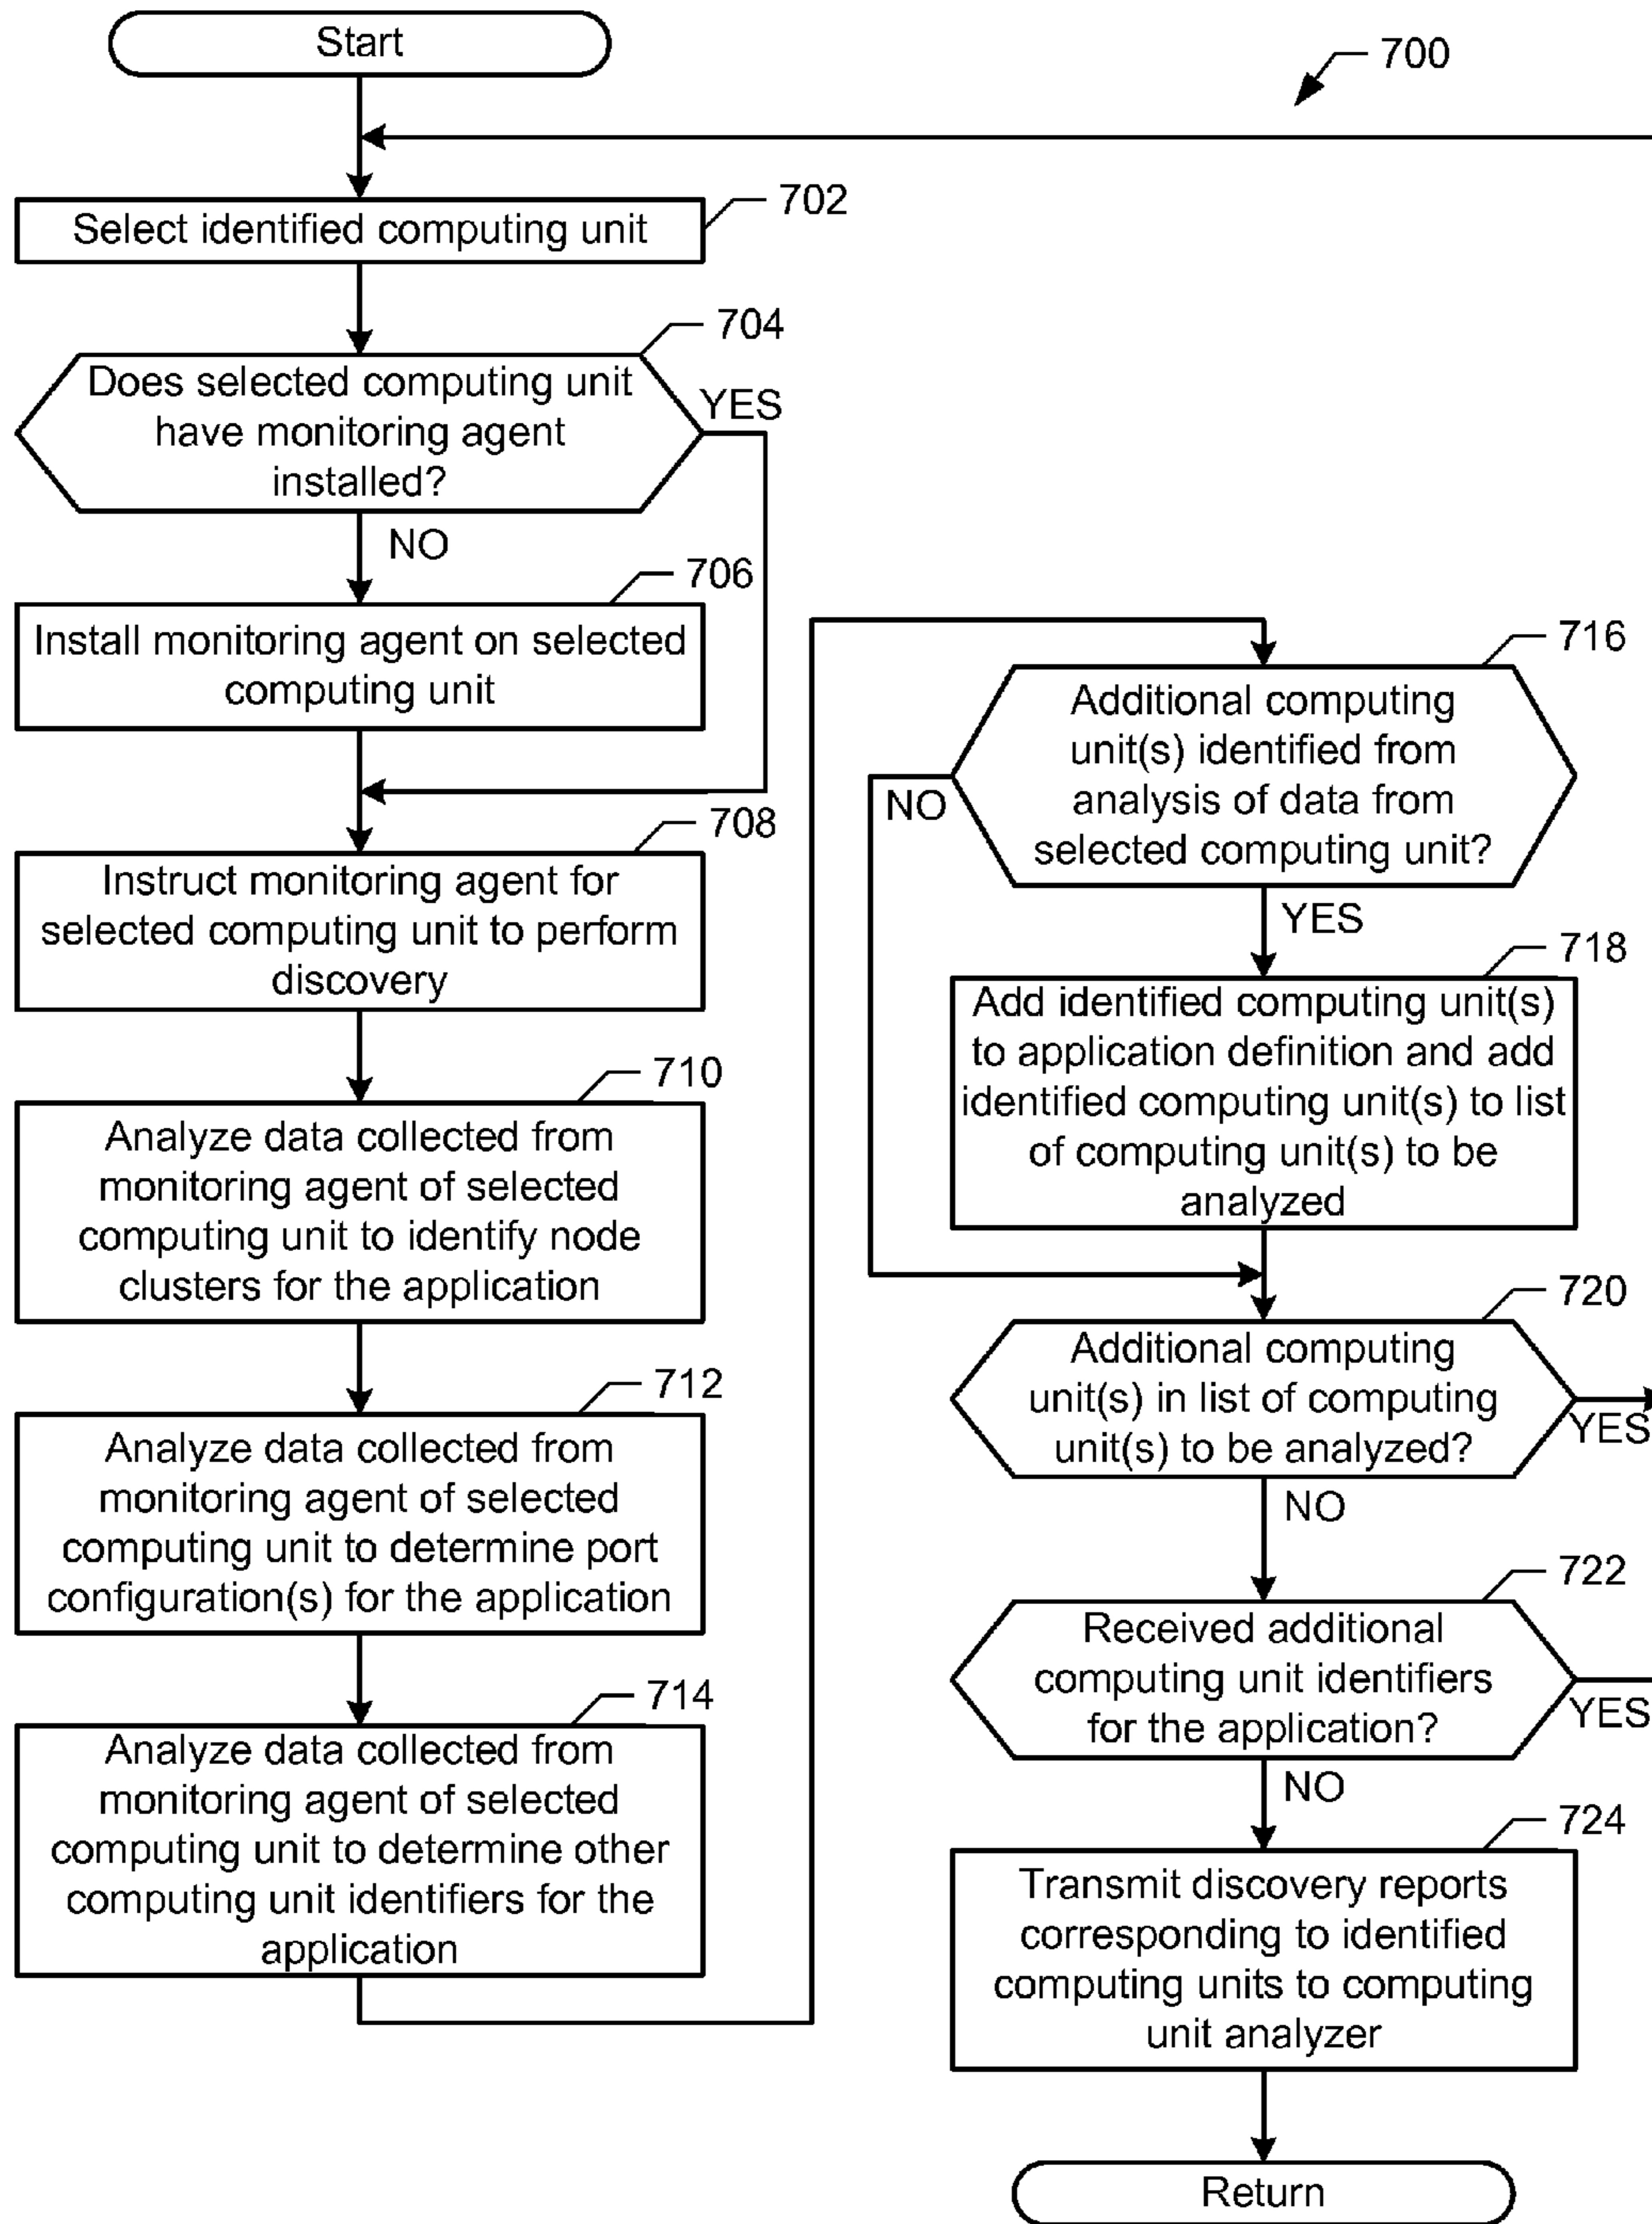 Start
700
Select identified computing unit
702
704
Does selected computing unit
have monitoring agent
installed?
YES
NO
706
Install monitoring agent on selected
computing unit
708
Instruct monitoring agent for
selected computing unit to perform
discovery
710
Analyze data collected from
monitoring agent of selected
computing unit to identify node
clusters for the application
712
Analyze data collected from
monitoring agent of selected
computing unit to determine port
configuration(s) for the application
714
Analyze data collected from
monitoring agent of selected
computing unit to determine other
computing unit identifiers for the
application
716
Additional computing
unit(s) identified from
analysis of data from
selected computing unit?
NO
YES
718
Add identified computing unit(s)
to application definition and add
identified computing unit(s) to list
of computing unit(s) to be
analyzed
720
Additional computing
unit(s) in list of computing
unit(s) to be analyzed?
YES
NO
722
Received additional
computing unit identifiers
for the application?
YES
NO
724
Transmit discovery reports
corresponding to identified
computing units to computing
unit analyzer
Return